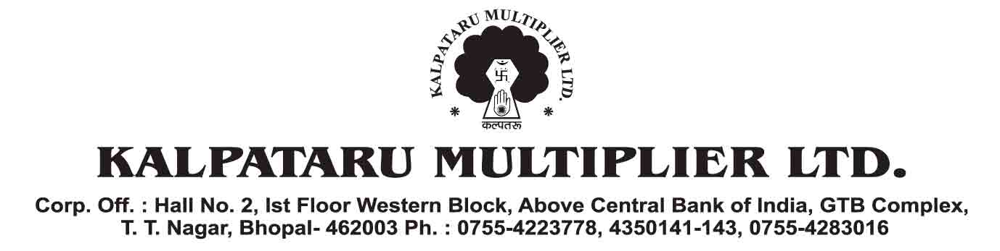 KALPATARU MULTIPLIER LTD.
कल्पतरू
KALPATARU MULTIPLIER LTD.
Corp. Off. : Hall No. 2, Ist Floor Western Block, Above Central Bank of India, GTB Complex,
T. T. Nagar, Bhopal- 462003 Ph. : 0755-4223778, 4350141-143, 0755-4283016